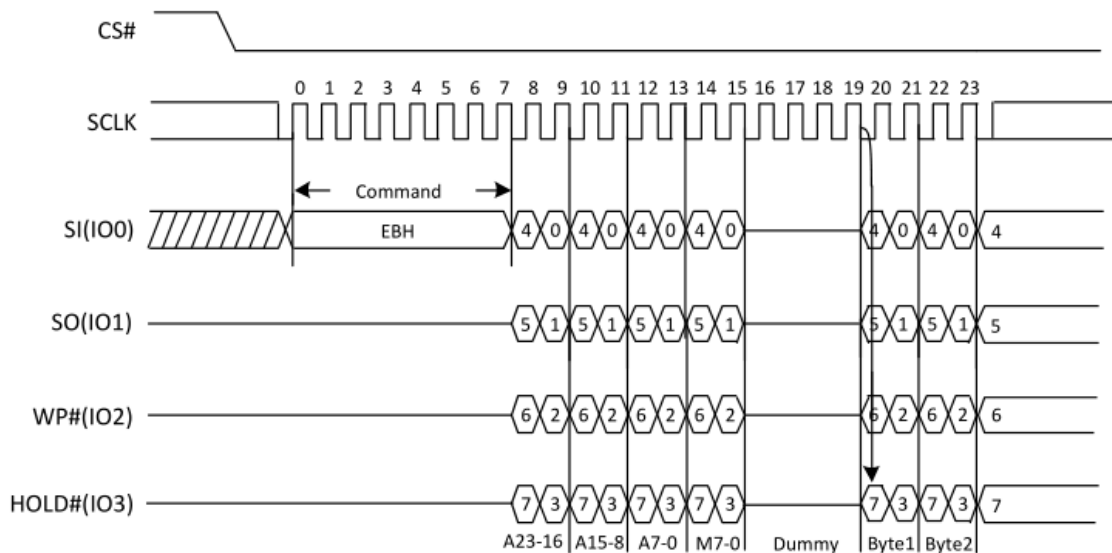 CS#
0 1 2 3 4 5 6 7 8 9 10 11 12 13 14 15 16 17 18 19 20 21 22 23
SCLK
Command
SI(IO0) EBH 4 0 4 0 4 0 4 0 4 0 4 0 4
SO(IO1) 5 1 5 1 5 1 5 1 5 1 5 1 5
WP#(IO2) 6 2 6 2 6 2 6 2 6 2 6 2 6
HOLD#(IO3) 7 3 7 3 7 3 7 3 7 3 7 3 7
A23-16 A15-8 A7-0 M7-0 Dummy Byte1 Byte2